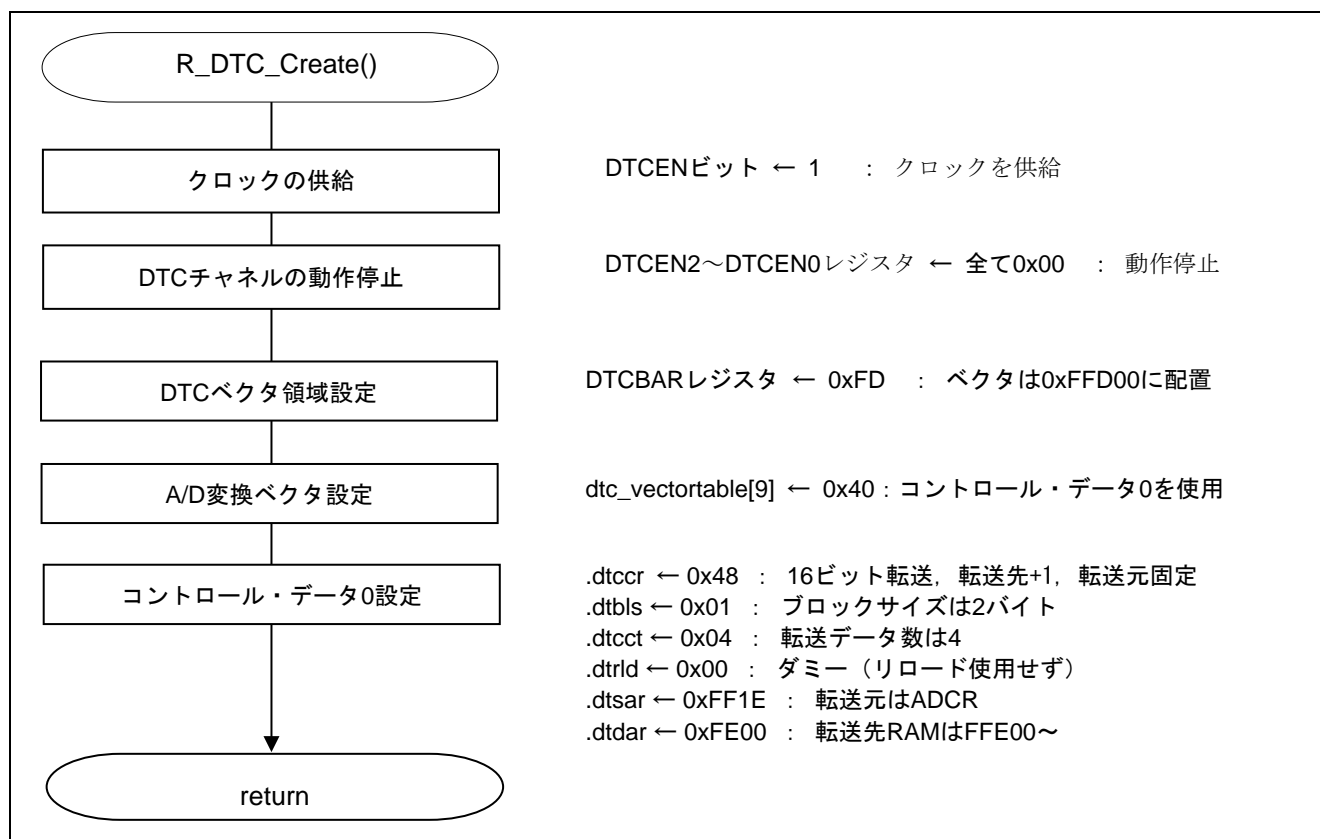 R_DTC_Create()
クロックの供給
DTCENビット ← 1 : クロックを供給
DTCチャネルの動作停止
DTCEN2～DTCEN0レジスタ ← 全て0x00 : 動作停止
DTCベクタ領域設定
DTCBARレジスタ ← 0xFD : ベクタは0xFFD00に配置
A/D変換ベクタ設定
dtc_vectortable[9] ← 0x40 : コントロール・データ0を使用
コントロール・データ0設定
.dtccr ← 0x48 : 16ビット転送，転送先+1，転送元固定
.dtbls ← 0x01 : ブロックサイズは2バイト
.dtcct ← 0x04 : 転送データ数は4
.dtrld ← 0x00 : ダミー（リロード使用せず）
.dtsar ← 0xFF1E : 転送元はADCR
.dtdar ← 0xFE00 : 転送先RAMはFFE00～
return